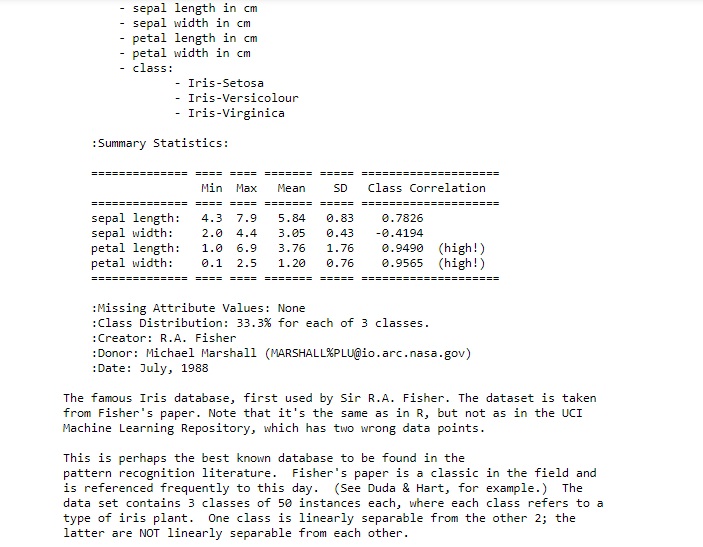 - sepal length in cm
- sepal width in cm
- petal length in cm
- petal width in cm
- class:
- Iris-Setosa
- Iris-Versicolour
- Iris-Virginica
:Summary Statistics:
============== ==== ==== ======= ===== ====================
Min Max Mean SD Class Correlation
============== ==== ==== ======= ===== ====================
sepal length: 4.3 7.9 5.84 0.83 0.7826
sepal width: 2.0 4.4 3.05 0.43 -0.4194
petal length: 1.0 6.9 3.76 1.76 0.9490 (high!)
petal width: 0.1 2.5 1.20 0.76 0.9565 (high!)
============== ==== ==== ======= ===== ====================
:Missing Attribute Values: None
:Class Distribution: 33.3% for each of 3 classes.
:Creator: R.A. Fisher
:Donor: Michael Marshall (MARSHALL%PLU@io.arc.nasa.gov)
:Date: July, 1988
The famous Iris database, first used by Sir R.A. Fisher. The dataset is taken
from Fisher's paper. Note that it's the same as in R, but not as in the UCI
Machine Learning Repository, which has two wrong data points.
This is perhaps the best known database to be found in the
pattern recognition literature. Fisher's paper is a classic in the field and
is referenced frequently to this day. (See Duda & Hart, for example.) The
data set contains 3 classes of 50 instances each, where each class refers to a
type of iris plant. One class is linearly separable from the other 2; the
latter are NOT linearly separable from each other.